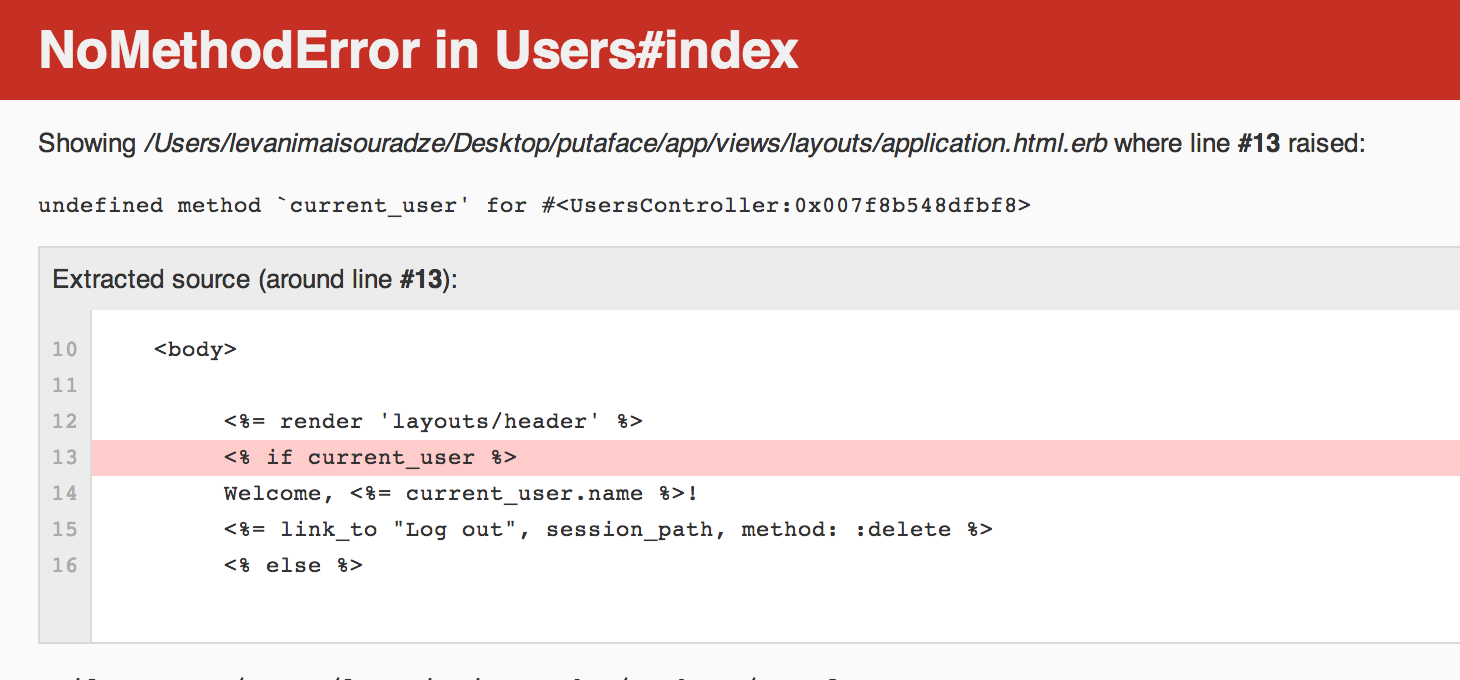 NoMethodError in Users#index
Showing /Users/levanimaisouradze/Desktop/putaface/app/views/layouts/application.html.erb where line #13 raised:
undefined method `current_user' for #<UsersController:0x007f8b548dfbf8>
Extracted source (around line #13):
10 <body>
11
12 <%= render 'layouts/header' %>
13 <% if current_user %>
14 Welcome, <%= current_user.name %>!
15 <%= link_to "Log out", session_path, method: :delete %>
16 <% else %>